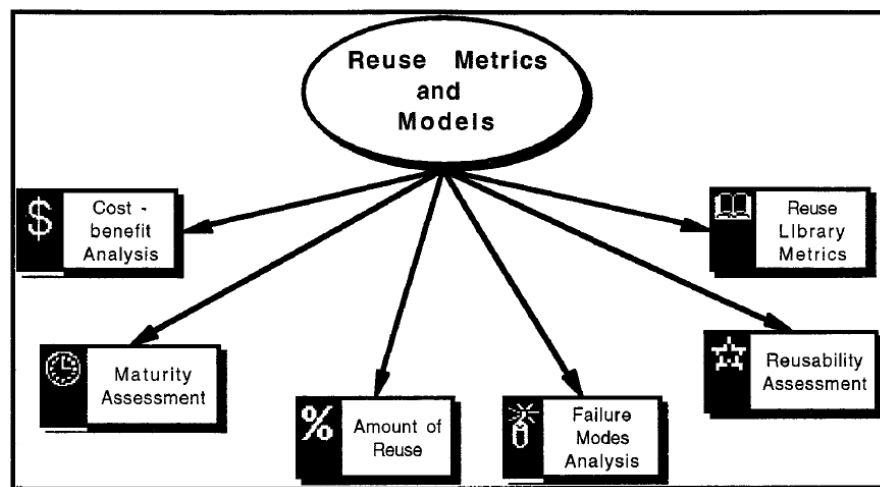 Reuse Metrics
and
Models
$
Cost -
benefit
Analysis
Reuse
Library
Metrics
Maturity
Assessment
Reusability
Assessment
%
Amount of
Reuse
Failure
Modes
Analysis